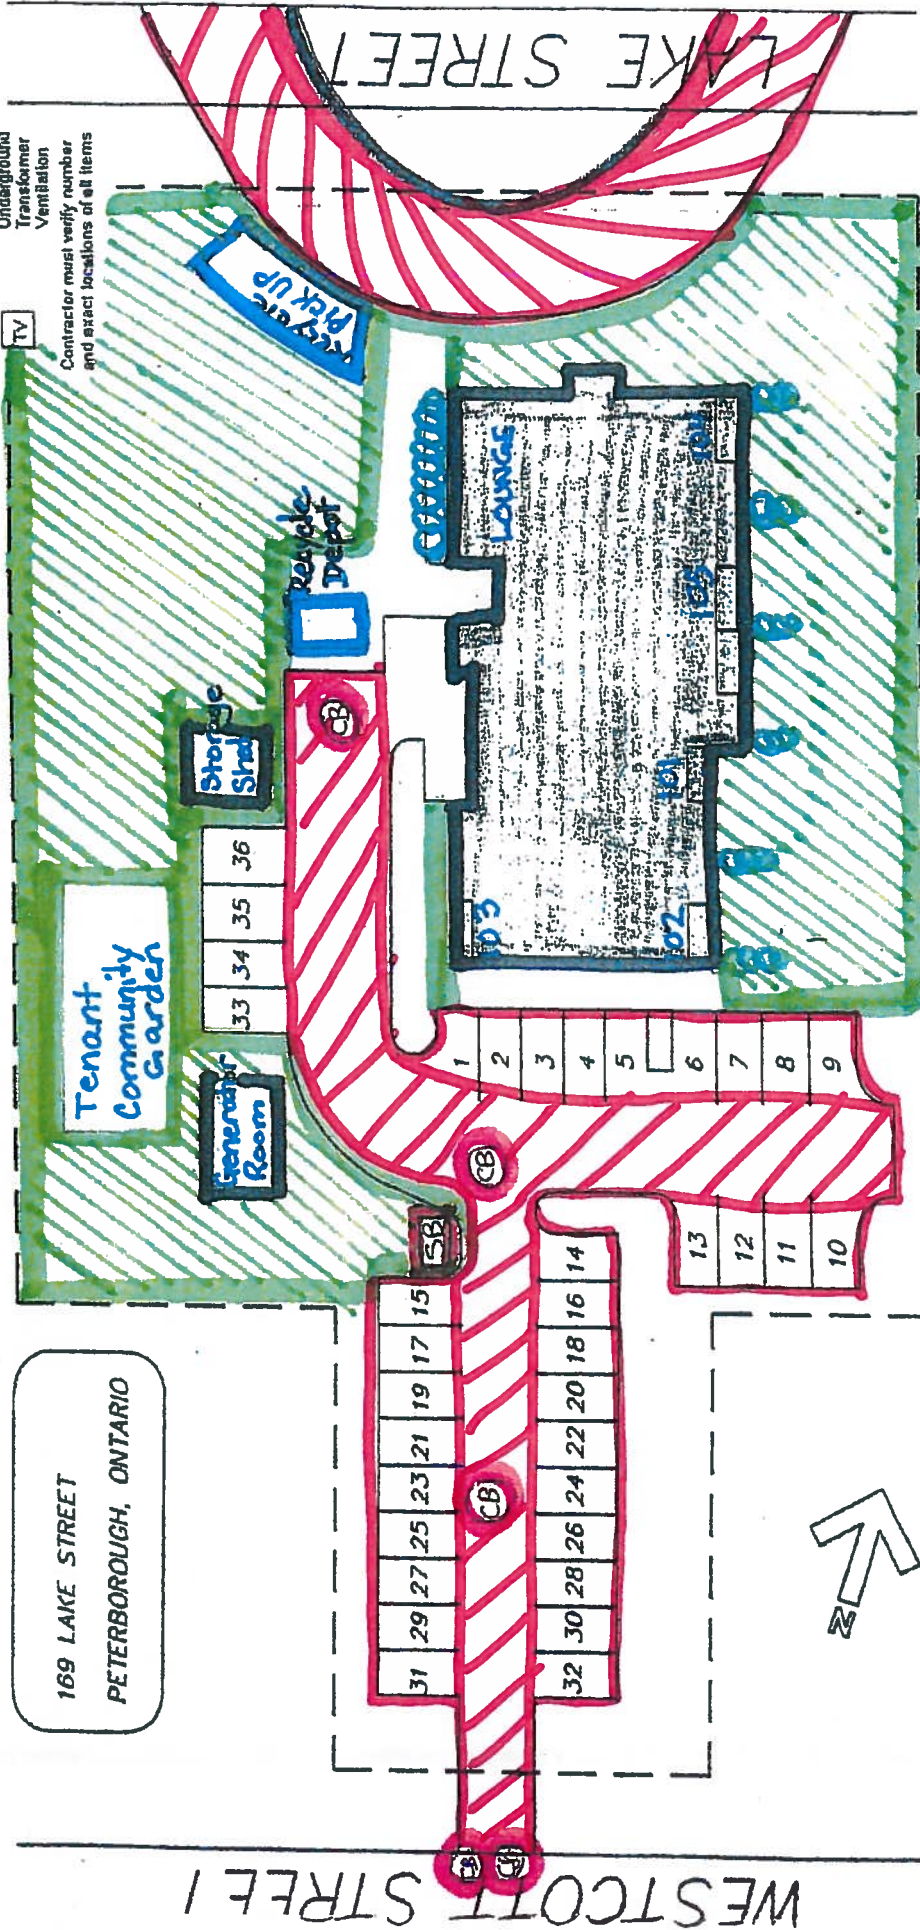 Underground
Transformer
Ventilation
TV
Contractor must verify number
and exact locations of all items
LAKE STREET
PICK UP
Recycle
Depot
LOUNGE
104
105
101
102
103
Storage
Shed
CB
36
35
34
33
Tenant
Community
Garden
Generator
Room
1
2
3
4
5
6
7
8
9
CB
SB
13
12
11
10
14
15
16
17
18
19
20
21
22
23
24
25
26
27
28
29
30
31
32
CB
169 LAKE STREET
PETERBOROUGH, ONTARIO
N
CB
CB
WESTCOTT STREET